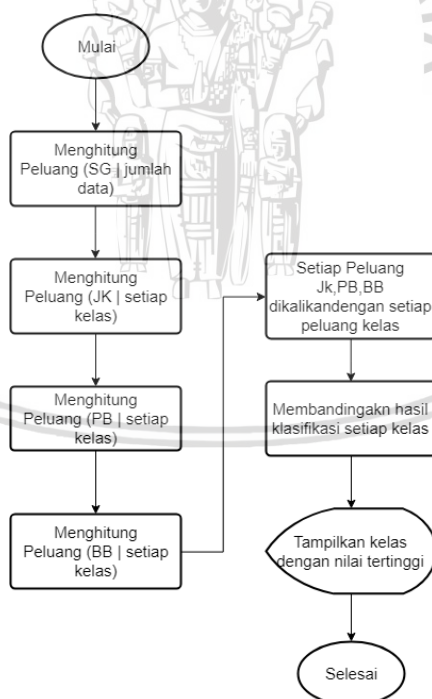 Mulai
Menghitung
Peluang (SG | jumlah
data)
Menghitung
Peluang (JK | setiap
kelas)
Menghitung
Peluang (PB | setiap
kelas)
Menghitung
Peluang (BB | setiap
kelas)
Setiap Peluang
Jk,PB,BB
dikalikandengan setiap
peluang kelas
Membandingakn hasil
klasifikasi setiap kelas
Tampilkan kelas
dengan nilai tertinggi
Selesai